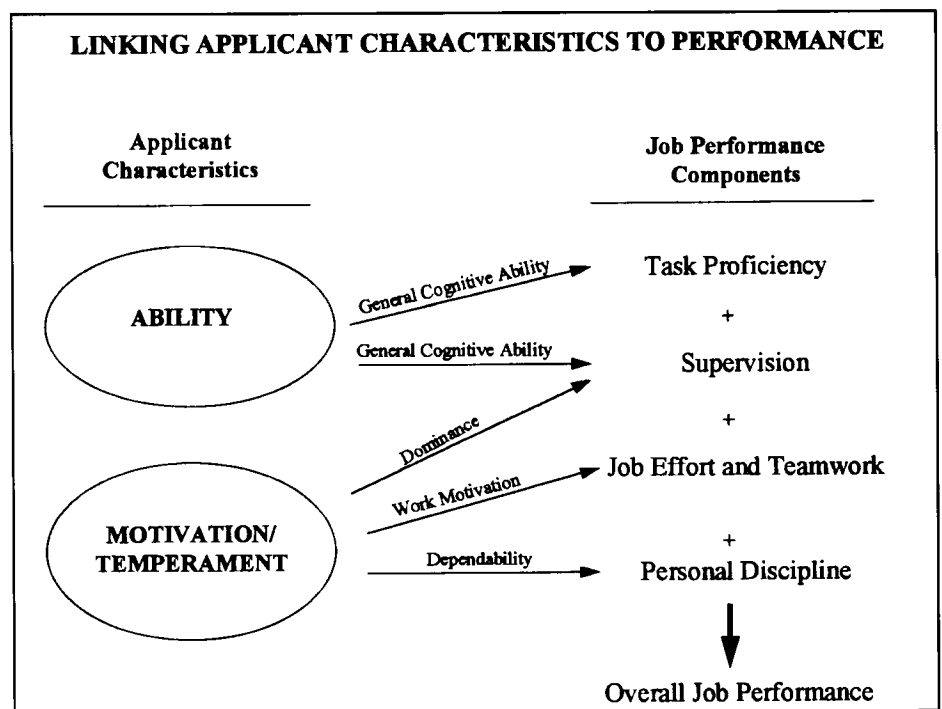 LINKING APPLICANT CHARACTERISTICS TO PERFORMANCE
Applicant
Characteristics
Job Performance
Components
ABILITY
General Cognitive Ability
Task Proficiency
+
General Cognitive Ability
Supervision
+
Dominance
Work Motivation
Job Effort and Teamwork
MOTIVATION/
TEMPERAMENT
+
Dependability
Personal Discipline
Overall Job Performance